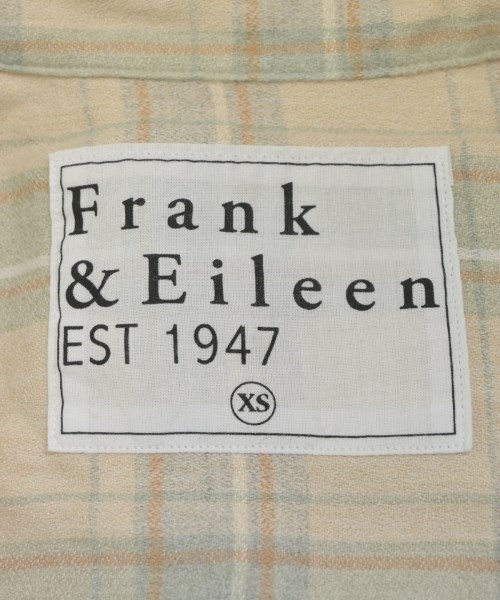 Frank
& Eileen
EST 1947
XS